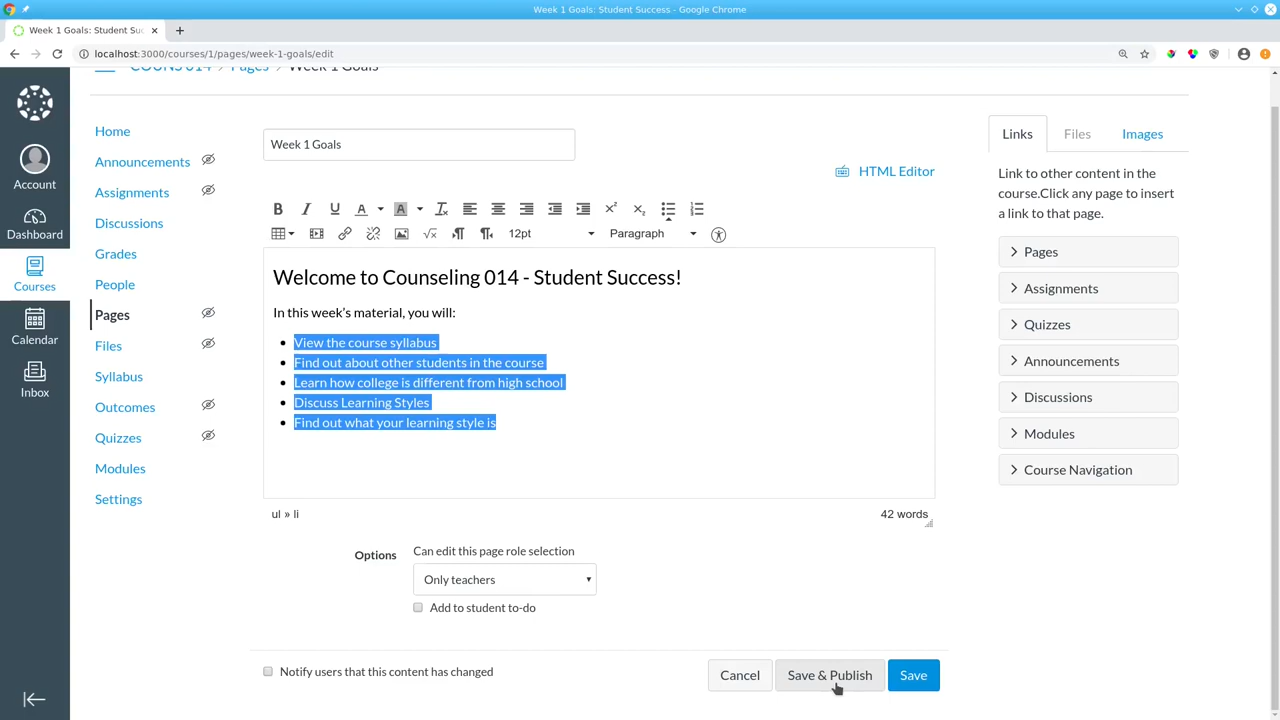 Week 1 Goals: Student Success - Google Chrome
Week 1 Goals: Student Su
localhost:3000/courses/1/pages/week-1-goals/edit
COUNS 014 › Pages › Week 1 Goals
Account
Dashboard
Courses
Calendar
Inbox
Home
Announcements
Assignments
Discussions
Grades
People
Pages
Files
Syllabus
Outcomes
Quizzes
Modules
Settings
Week 1 Goals
HTML Editor
12pt
Paragraph
Welcome to Counseling 014 - Student Success!
In this week's material, you will:
• View the course syllabus
• Find out about other students in the course
• Learn how college is different from high school
• Discuss Learning Styles
• Find out what your learning style is
ul » li
42 words
Options
Can edit this page role selection
Only teachers
Add to student to-do
Notify users that this content has changed
Cancel
Save & Publish
Save
Links
Files
Images
Link to other content in the
course.Click any page to insert
a link to that page.
Pages
Assignments
Quizzes
Announcements
Discussions
Modules
Course Navigation